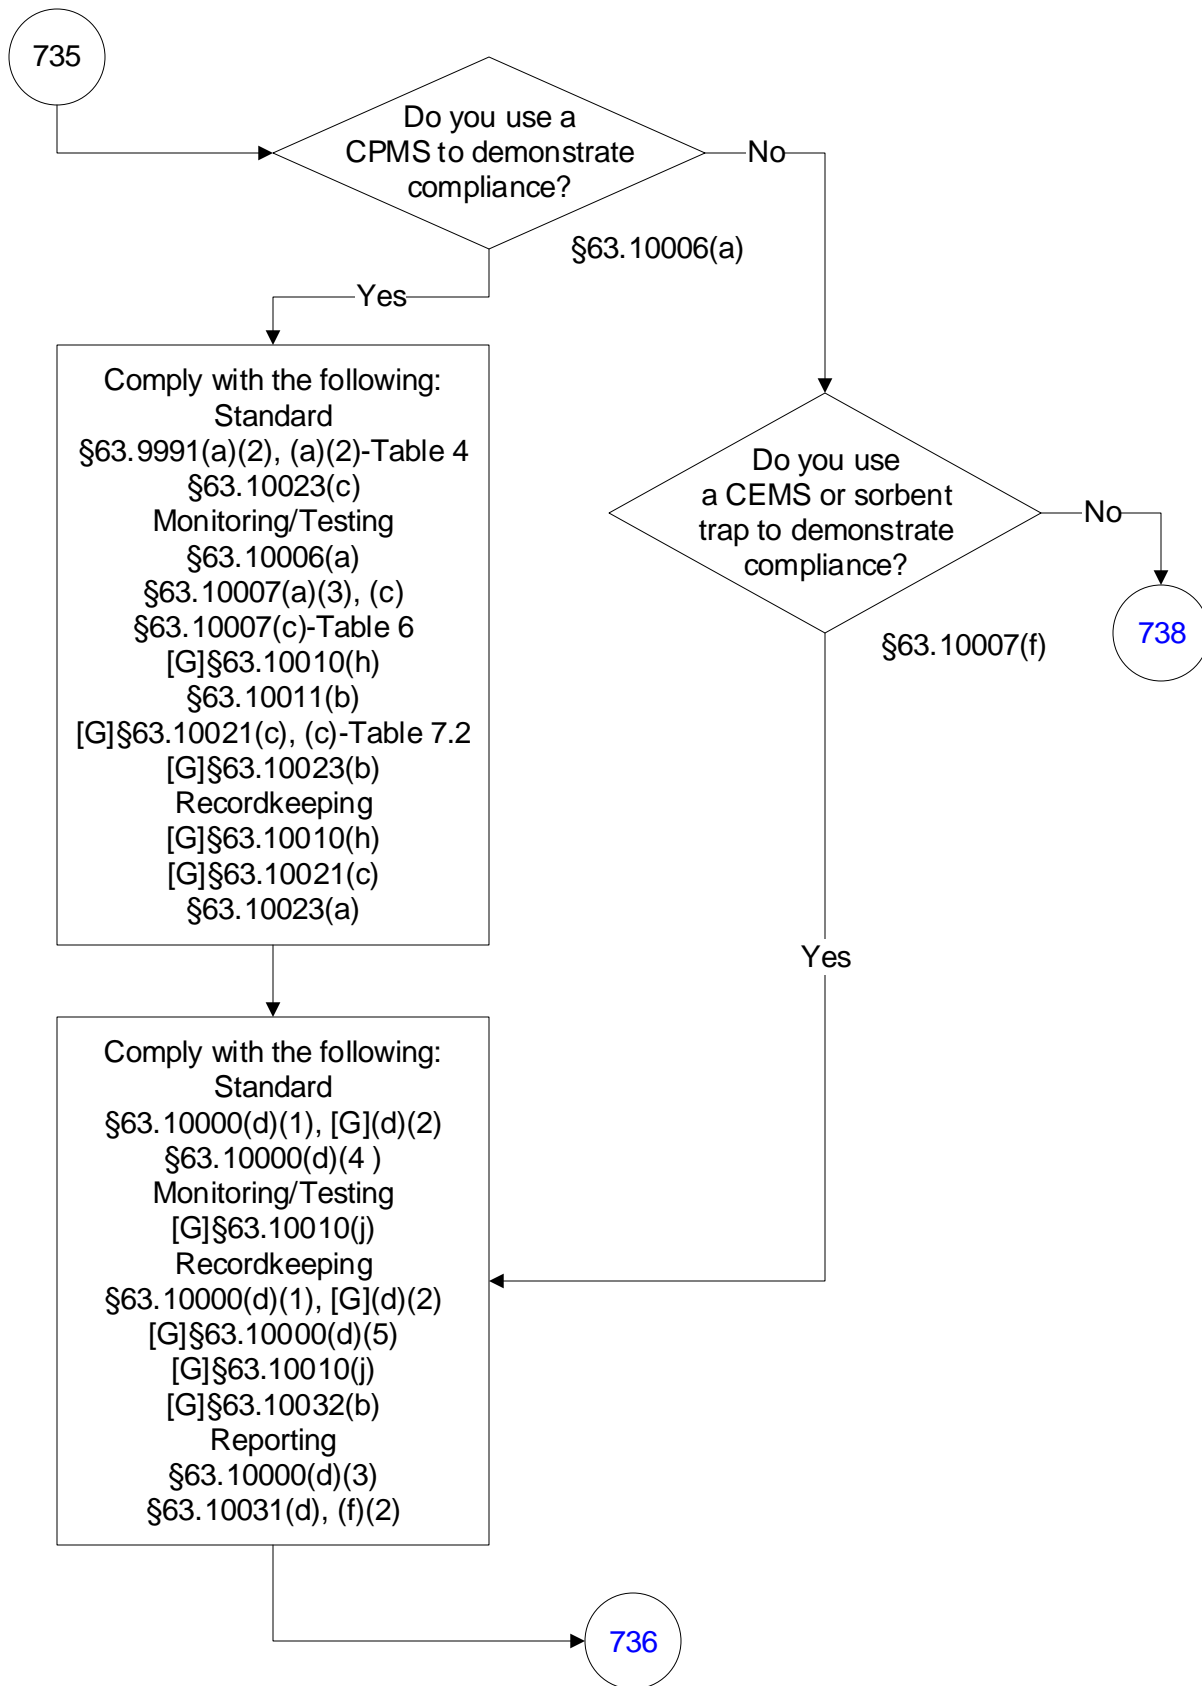 735
Do you use a
CPMS to demonstrate
compliance?
No
§63.10006(a)
Yes
Comply with the following:
Standard
§63.9991(a)(2), (a)(2)-Table 4
§63.10023(c)
Monitoring/Testing
§63.10006(a)
§63.10007(a)(3), (c)
§63.10007(c)-Table 6
[G]§63.10010(h)
§63.10011(b)
[G]§63.10021(c), (c)-Table 7.2
[G]§63.10023(b)
Recordkeeping
[G]§63.10010(h)
[G]§63.10021(c)
§63.10023(a)
Do you use
a CEMS or sorbent
trap to demonstrate
compliance?
No
738
§63.10007(f)
Yes
Comply with the following:
Standard
§63.10000(d)(1), [G](d)(2)
§63.10000(d)(4 )
Monitoring/Testing
[G]§63.10010(j)
Recordkeeping
§63.10000(d)(1), [G](d)(2)
[G]§63.10000(d)(5)
[G]§63.10010(j)
[G]§63.10032(b)
Reporting
§63.10000(d)(3)
§63.10031(d), (f)(2)
736